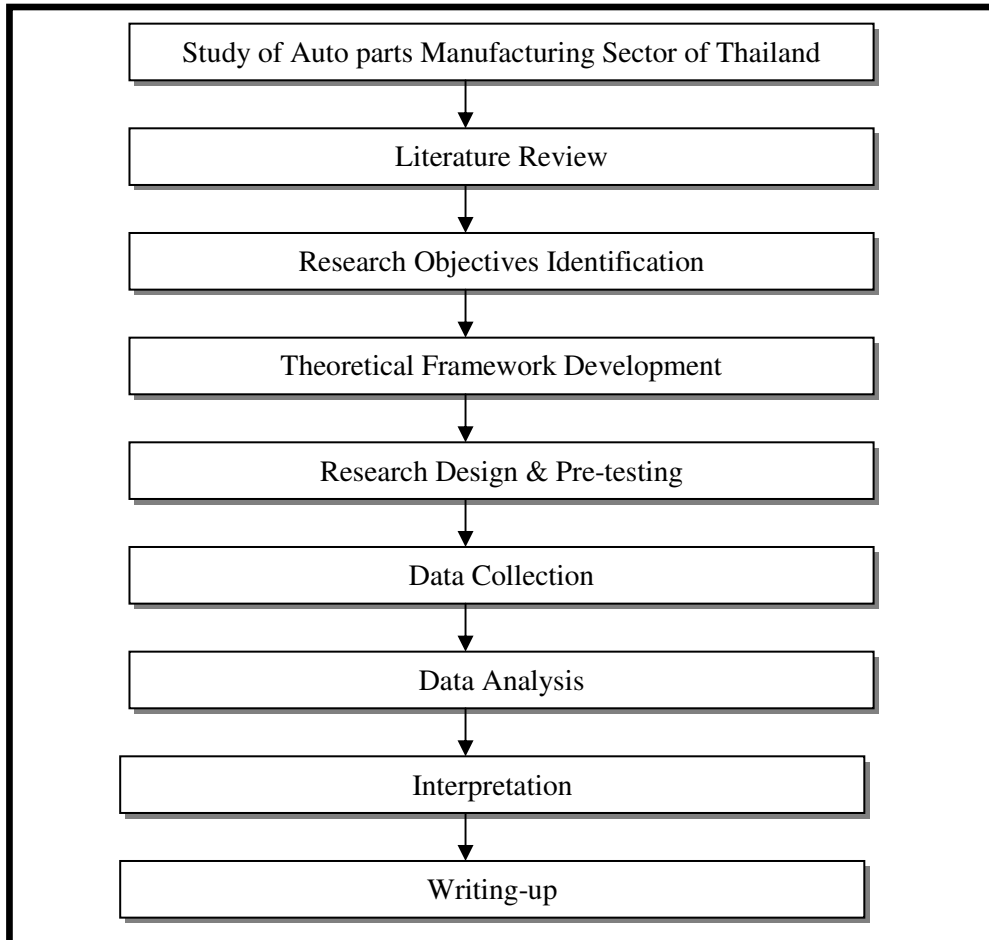 Study of Auto parts Manufacturing Sector of Thailand
Literature Review
Research Objectives Identification
Theoretical Framework Development
Research Design & Pre-testing
Data Collection
Data Analysis
Interpretation
Writing-up